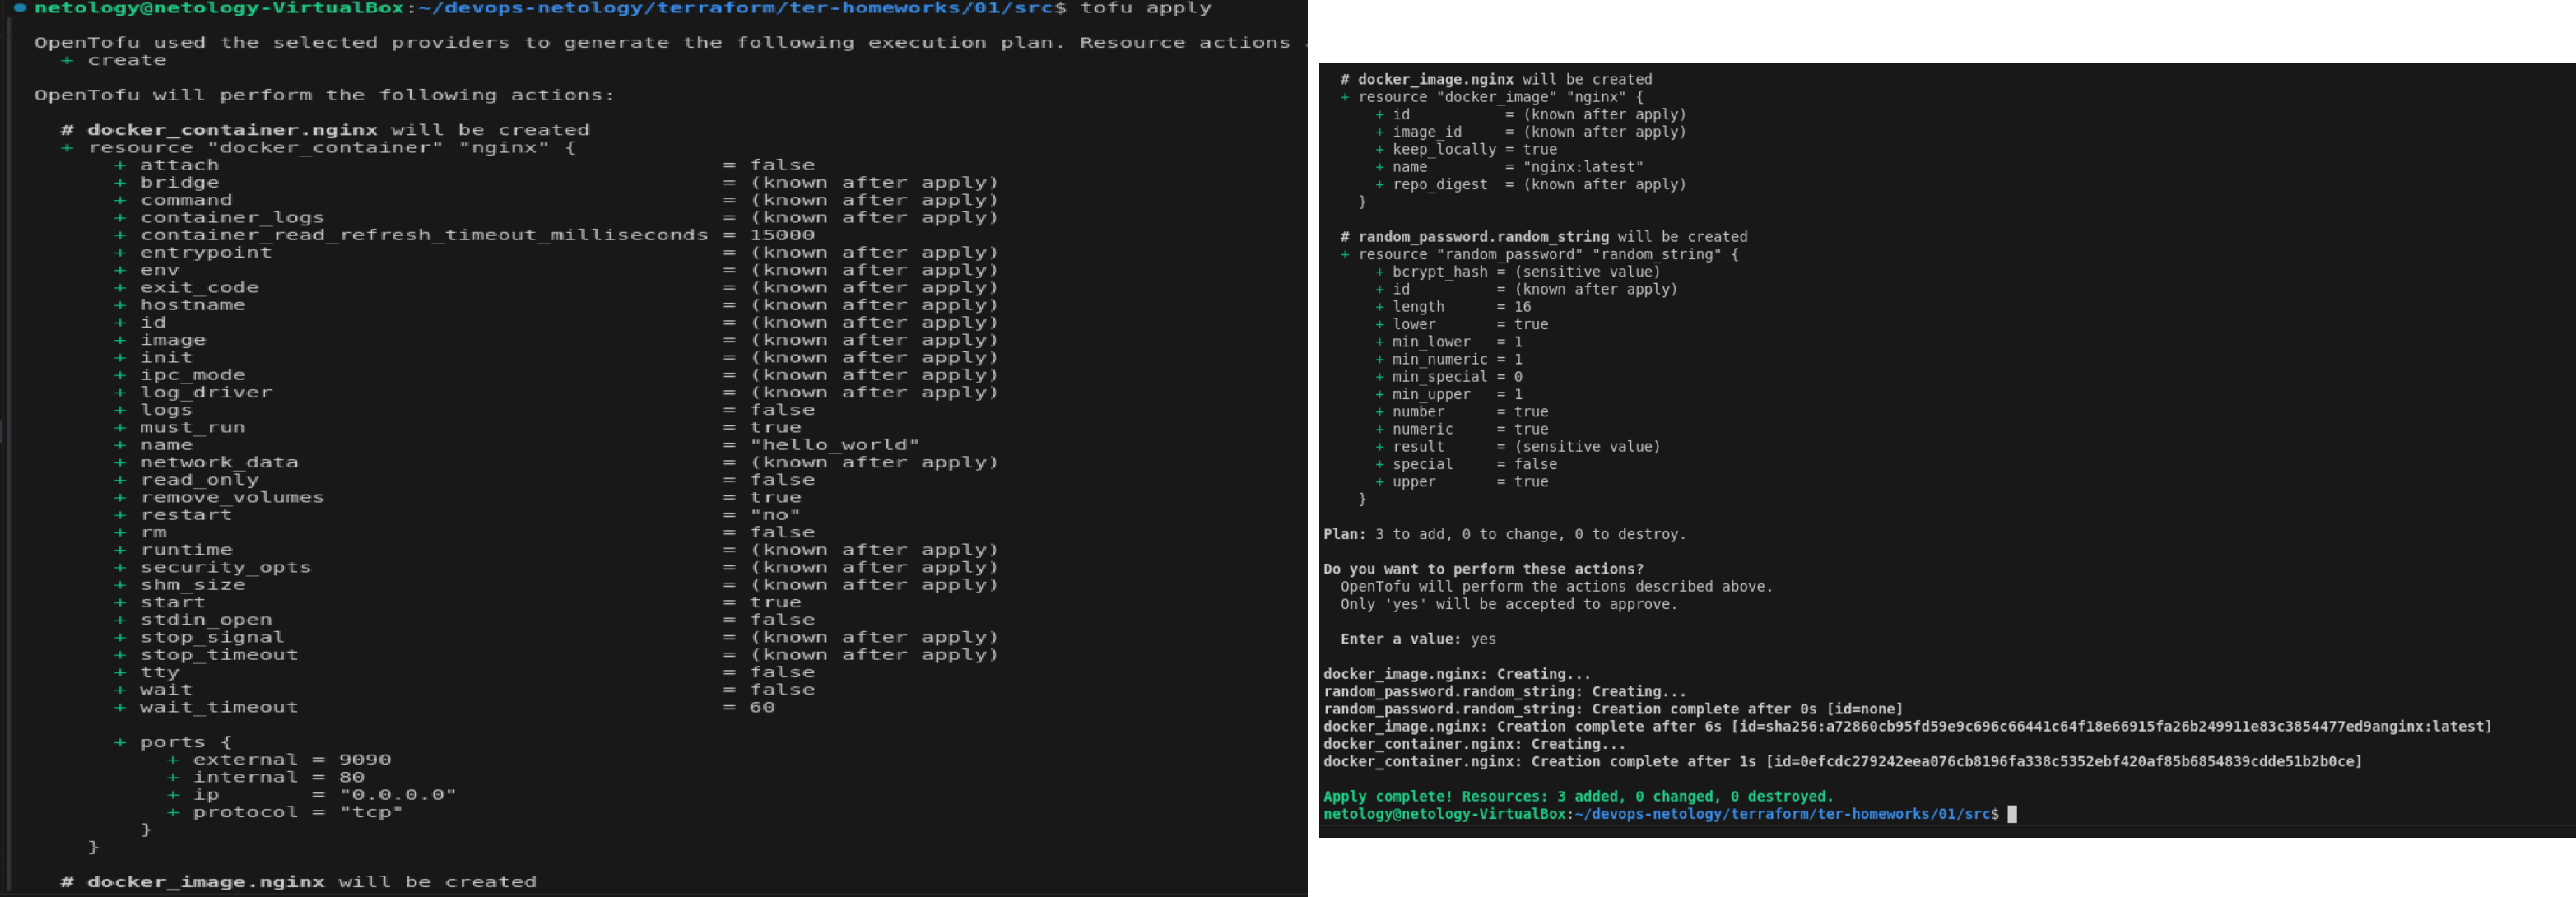 netology@netology-VirtualBox:~/devops-netology/terraform/ter-homeworks/01/src$ tofu apply
OpenTofu used the selected providers to generate the following execution plan. Resource actions
  + create
OpenTofu will perform the following actions:
  # docker_container.nginx will be created
  + resource "docker_container" "nginx" {
      + attach                                      = false
      + bridge                                      = (known after apply)
      + command                                     = (known after apply)
      + container_logs                              = (known after apply)
      + container_read_refresh_timeout_milliseconds = 15000
      + entrypoint                                  = (known after apply)
      + env                                         = (known after apply)
      + exit_code                                   = (known after apply)
      + hostname                                    = (known after apply)
      + id                                          = (known after apply)
      + image                                       = (known after apply)
      + init                                        = (known after apply)
      + ipc_mode                                    = (known after apply)
      + log_driver                                  = (known after apply)
      + logs                                        = false
      + must_run                                    = true
      + name                                        = "hello_world"
      + network_data                                = (known after apply)
      + read_only                                   = false
      + remove_volumes                              = true
      + restart                                     = "no"
      + rm                                          = false
      + runtime                                     = (known after apply)
      + security_opts                               = (known after apply)
      + shm_size                                    = (known after apply)
      + start                                       = true
      + stdin_open                                  = false
      + stop_signal                                 = (known after apply)
      + stop_timeout                                = (known after apply)
      + tty                                         = false
      + wait                                        = false
      + wait_timeout                                = 60
      + ports {
          + external = 9090
          + internal = 80
          + ip       = "0.0.0.0"
          + protocol = "tcp"
        }
    }
  # docker_image.nginx will be created
  # docker_image.nginx will be created
  + resource "docker_image" "nginx" {
      + id           = (known after apply)
      + image_id     = (known after apply)
      + keep_locally = true
      + name         = "nginx:latest"
      + repo_digest  = (known after apply)
    }
  # random_password.random_string will be created
  + resource "random_password" "random_string" {
      + bcrypt_hash = (sensitive value)
      + id          = (known after apply)
      + length      = 16
      + lower       = true
      + min_lower   = 1
      + min_numeric = 1
      + min_special = 0
      + min_upper   = 1
      + number      = true
      + numeric     = true
      + result      = (sensitive value)
      + special     = false
      + upper       = true
    }
Plan: 3 to add, 0 to change, 0 to destroy.
Do you want to perform these actions?
  OpenTofu will perform the actions described above.
  Only 'yes' will be accepted to approve.
  Enter a value: yes
docker_image.nginx: Creating...
random_password.random_string: Creating...
random_password.random_string: Creation complete after 0s [id=none]
docker_image.nginx: Creation complete after 6s [id=sha256:a72860cb95fd59e9c696c66441c64f18e66915fa26b249911e83c3854477ed9anginx:latest]
docker_container.nginx: Creating...
docker_container.nginx: Creation complete after 1s [id=0efcdc279242eea076cb8196fa338c5352ebf420af85b6854839cdde51b2b0ce]
Apply complete! Resources: 3 added, 0 changed, 0 destroyed.
netology@netology-VirtualBox:~/devops-netology/terraform/ter-homeworks/01/src$